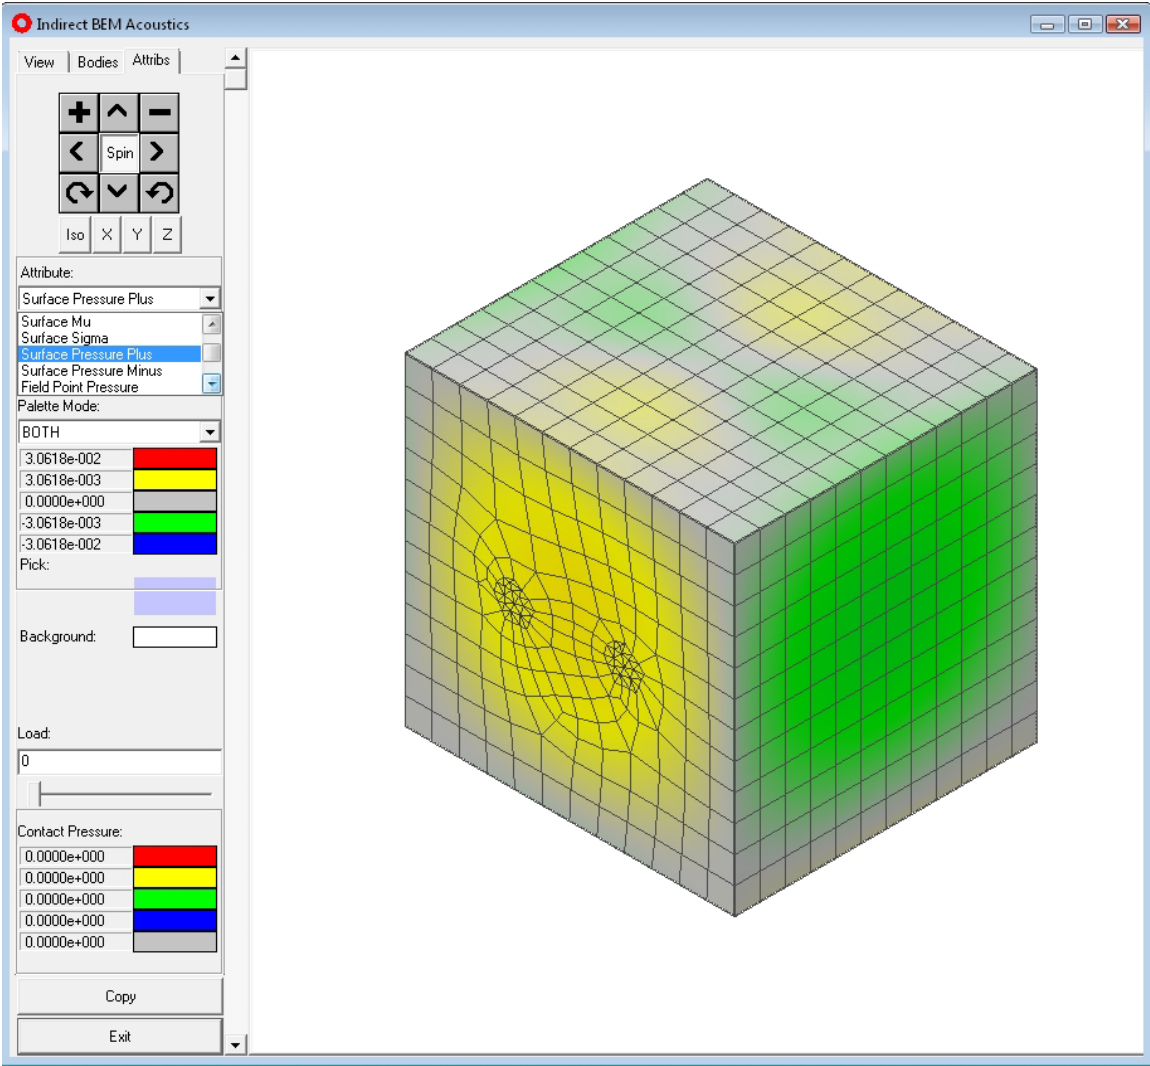 Indirect BEM Acoustics
View Bodies Attribs
Spin
Iso X Y Z
Attribute:
Surface Pressure Plus
Surface Mu
Surface Sigma
Surface Pressure Plus
Surface Pressure Minus
Field Point Pressure
Palette Mode:
BOTH
3.0618e-002
3.0618e-003
0.0000e+000
-3.0618e-003
-3.0618e-002
Pick:
Background:
Load:
0
Contact Pressure:
0.0000e+000
0.0000e+000
0.0000e+000
0.0000e+000
0.0000e+000
Copy
Exit